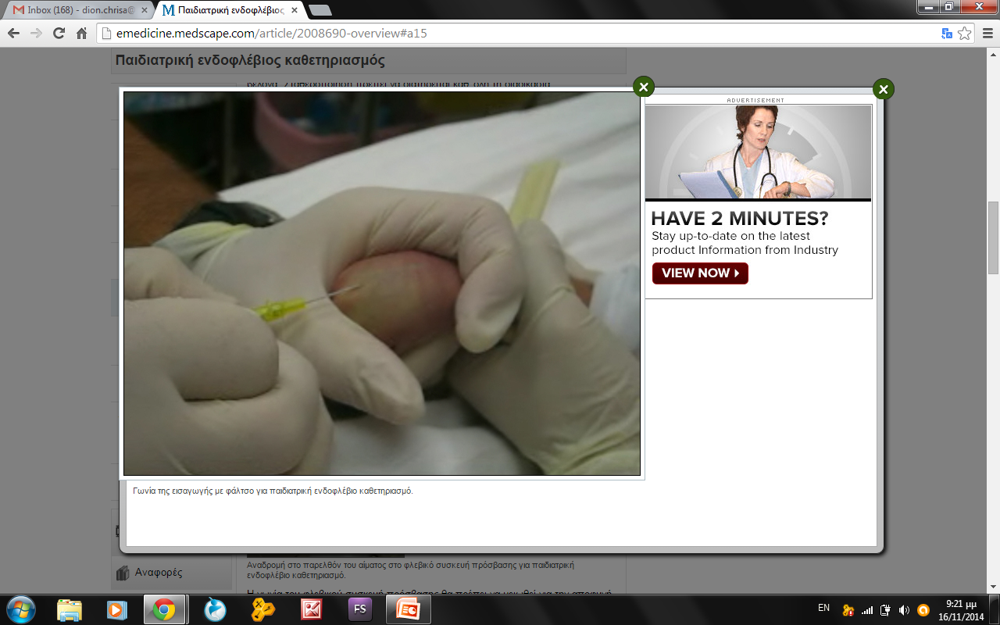 Inbox (168) - dion.chrisa@
Παιδιατρική ενδοφλέβιος
emedicine.medscape.com/article/2008690-overview#a15
Παιδιατρική ενδοφλέβιος καθετηριασμός
ADVERTISEMENT
HAVE 2 MINUTES?
Stay up-to-date on the latest
product Information from Industry
VIEW NOW
Γωνία της εισαγωγής με φάλτσο για παιδιατρική ενδοφλέβιο καθετηριασμό.
Αναφορές
Αναδρομή στο παρελθόν του αίματος στο φλεβικό συσκευή πρόσβασης για παιδιατρική
ενδοφλέβιο καθετηριασμό.
EN
9:21 μμ
16/11/2014
FS